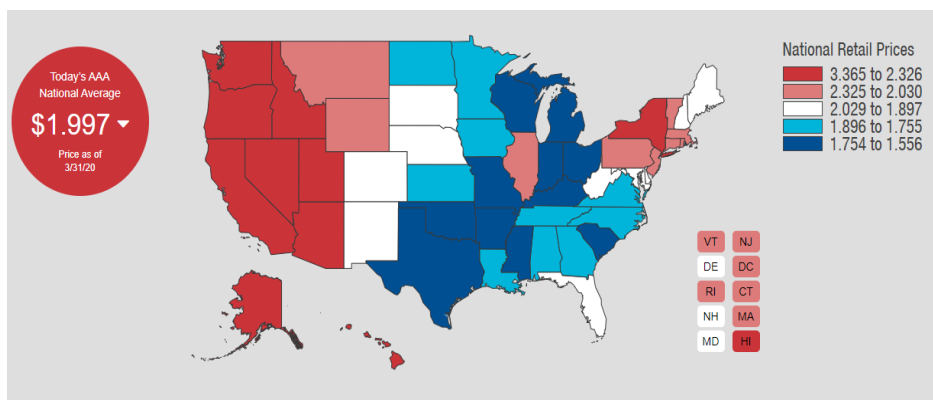 Today's AAA
National Average
$1.997
Price as of
3/31/20
National Retail Prices
3.365 to 2.326
2.325 to 2.030
2.029 to 1.897
1.896 to 1.755
1.754 to 1.556
VT NJ
DE DC
RI CT
NH MA
MD HI